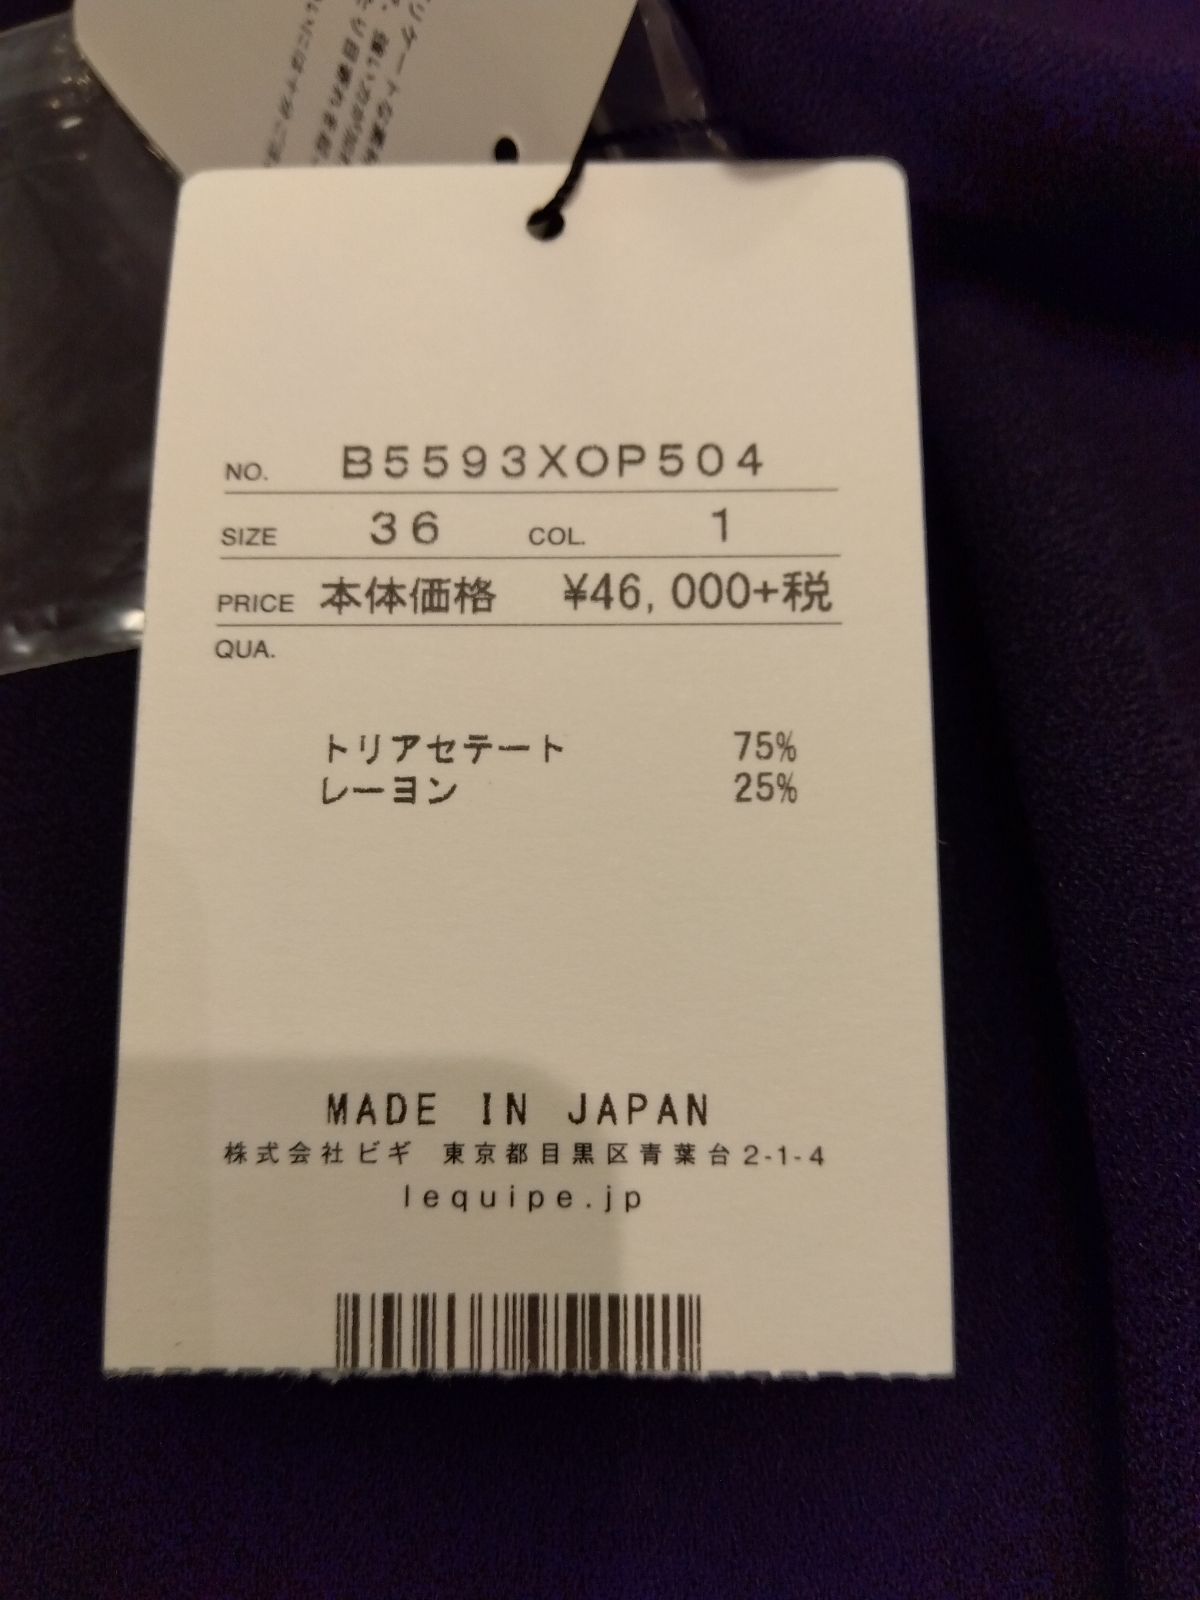 NO. B5593XOP504
SIZE 36 COL. 1
PRICE 本体価格 ¥46,000+税
QUA.
トリアセテート 75%
レーヨン 25%
MADE IN JAPAN
株式会社ビギ 東京都目黒区青葉台2-1-4
lequipe.jp